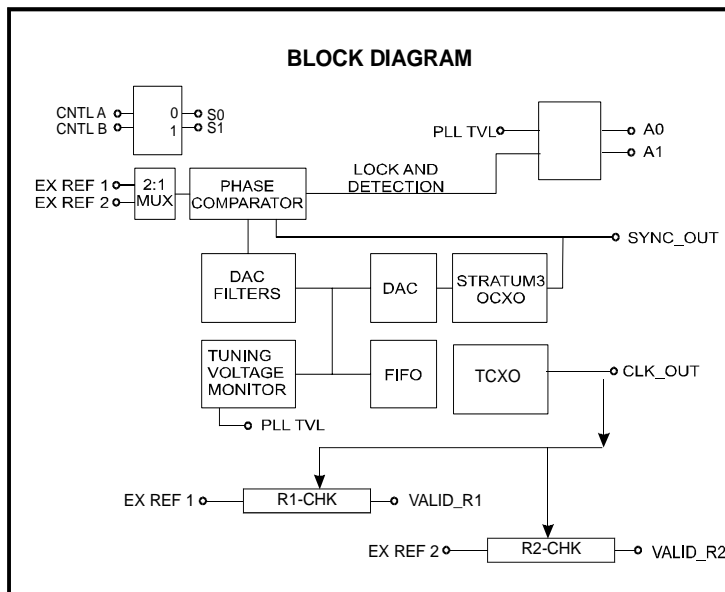 BLOCK DIAGRAM
CNTL A
CNTL B
0
1
S0
S1
PLL TVL
A0
A1
LOCK AND
DETECTION
EX REF 1
EX REF 2
2:1
MUX
PHASE
COMPARATOR
SYNC_OUT
DAC
FILTERS
DAC
STRATUM3
OCXO
TUNING
VOLTAGE
MONITOR
FIFO
TCXO
CLK_OUT
PLL TVL
EX REF 1
R1-CHK
VALID_R1
EX REF 2
R2-CHK
VALID_R2